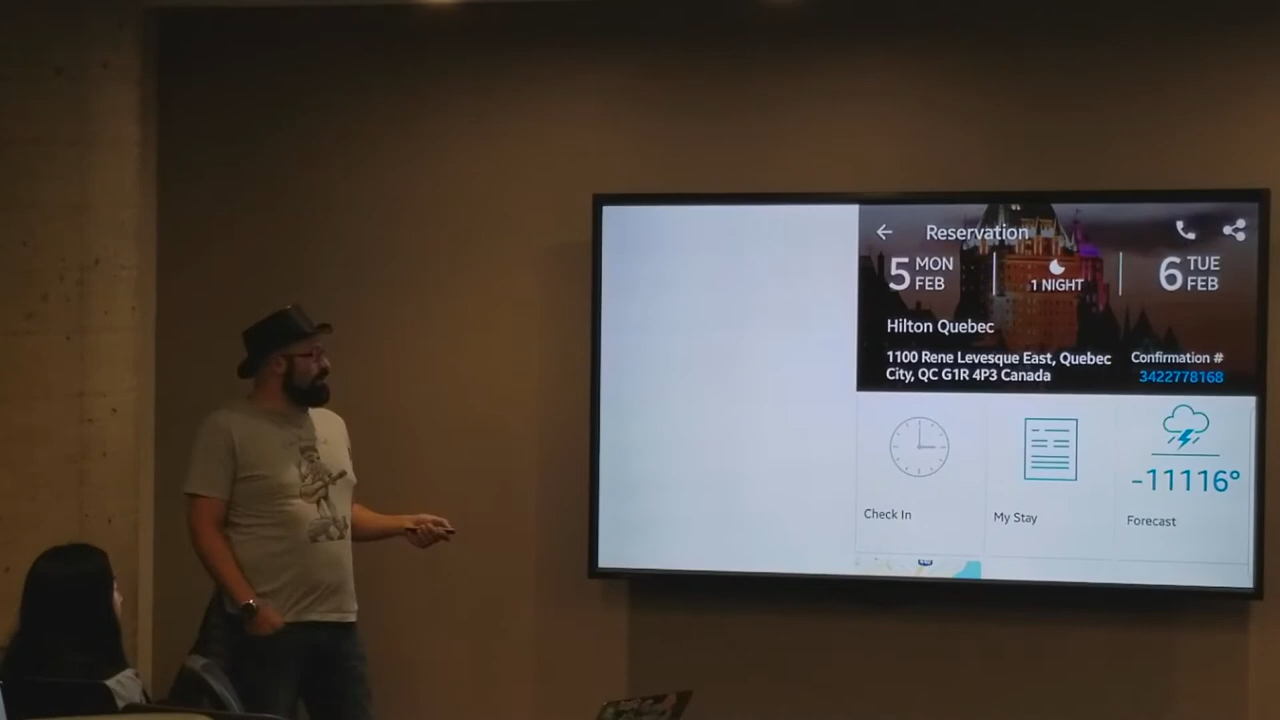 Reservation
5 MON FEB
1 NIGHT
6 TUE FEB
Hilton Quebec
1100 Rene Levesque East, Quebec
City, QC G1R 4P3 Canada
Confirmation #
3422778168
Check In
My Stay
-11116°
Forecast